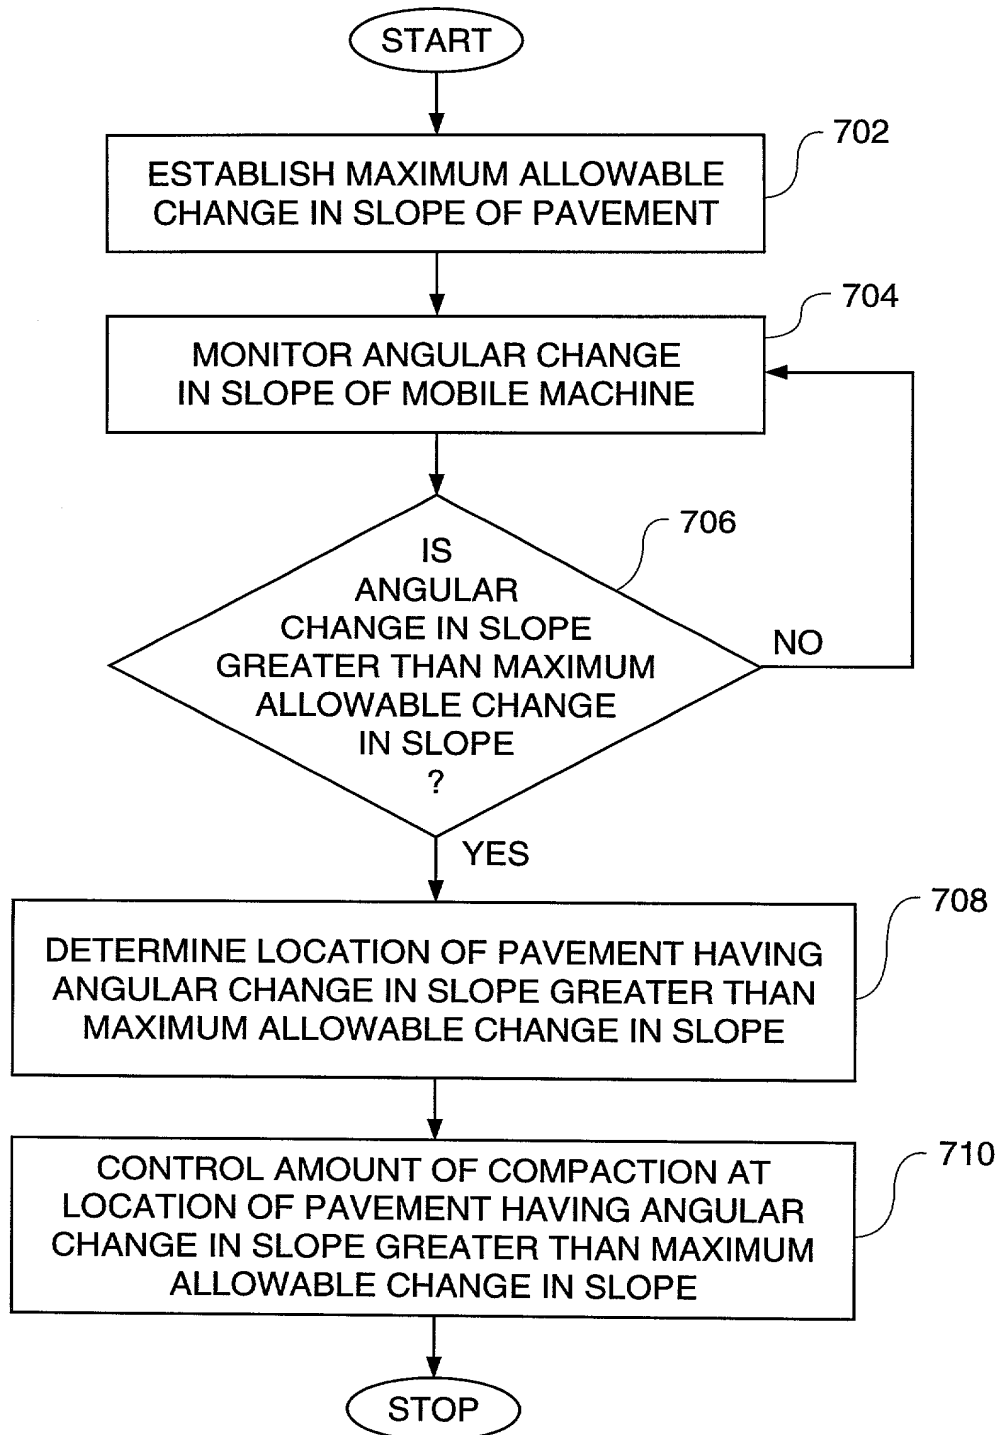 START
702
ESTABLISH MAXIMUM ALLOWABLE
CHANGE IN SLOPE OF PAVEMENT
704
MONITOR ANGULAR CHANGE
IN SLOPE OF MOBILE MACHINE
706
IS
ANGULAR
CHANGE IN SLOPE
GREATER THAN MAXIMUM
ALLOWABLE CHANGE
IN SLOPE
?
NO
YES
708
DETERMINE LOCATION OF PAVEMENT HAVING
ANGULAR CHANGE IN SLOPE GREATER THAN
MAXIMUM ALLOWABLE CHANGE IN SLOPE
710
CONTROL AMOUNT OF COMPACTION AT
LOCATION OF PAVEMENT HAVING ANGULAR
CHANGE IN SLOPE GREATER THAN MAXIMUM
ALLOWABLE CHANGE IN SLOPE
STOP